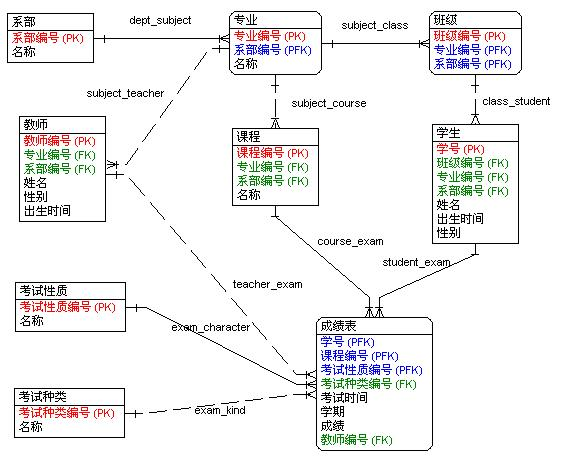 系部
系部编号 (PK)
名称
dept_subject
专业
专业编号 (PK)
系部编号 (PFK)
名称
subject_class
班级
班级编号 (PK)
专业编号 (PFK)
系部编号 (PFK)
subject_teacher
subject_course
class_student
教师
教师编号 (PK)
专业编号 (FK)
系部编号 (FK)
姓名
性别
出生时间
课程
课程编号 (PK)
专业编号 (FK)
系部编号 (FK)
名称
学生
学号 (PK)
班级编号 (FK)
专业编号 (FK)
系部编号 (FK)
姓名
出生时间
性别
course_exam
student_exam
teacher_exam
考试性质
考试性质编号 (PK)
名称
exam_character
考试种类
考试种类编号 (PK)
名称
exam_kind
成绩表
学号 (PFK)
课程编号 (PFK)
考试性质编号 (PFK)
考试种类编号 (FK)
考试时间
学期
成绩
教师编号 (FK)